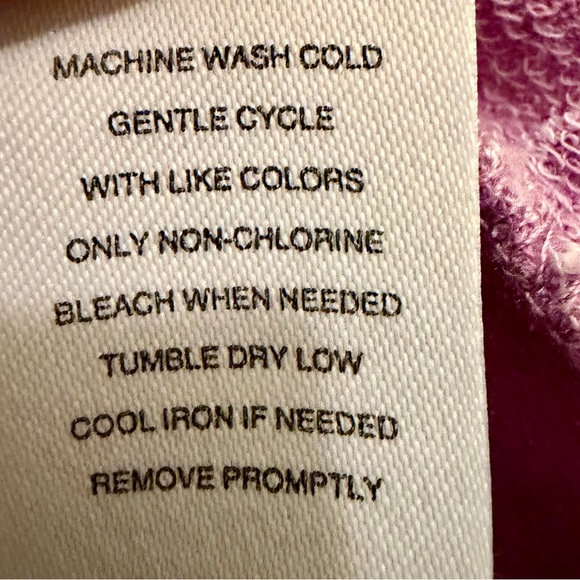 MACHINE WASH COLD
GENTLE CYCLE
WITH LIKE COLORS
ONLY NON-CHLORINE
BLEACH WHEN NEEDED
TUMBLE DRY LOW
COOL IRON IF NEEDED
REMOVE PROMPTLY